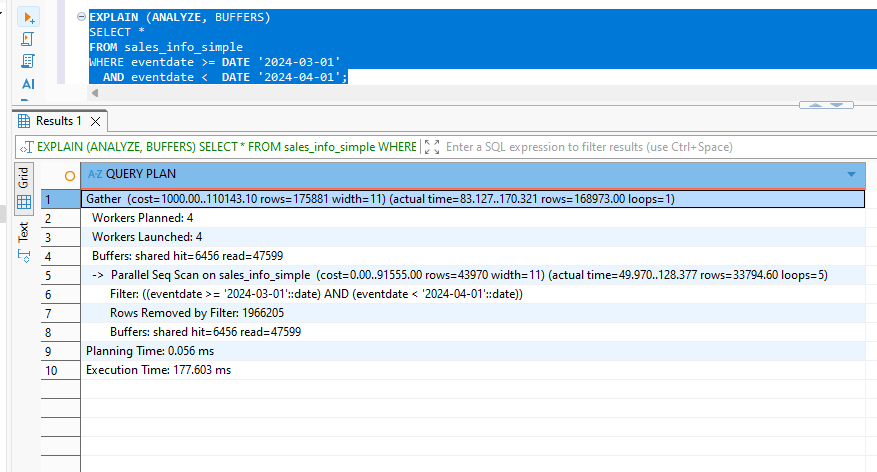 EXPLAIN (ANALYZE, BUFFERS)
SELECT *
FROM sales_info_simple
WHERE eventdate >= DATE '2024-03-01'
AND eventdate < DATE '2024-04-01';
AI
Results 1
EXPLAIN (ANALYZE, BUFFERS) SELECT * FROM sales_info_simple WHERE
Enter a SQL expression to filter results (use Ctrl+Space)
Grid
Text
A-Z QUERY PLAN
1 Gather (cost=1000.00..110143.10 rows=175881 width=11) (actual time=83.127..170.321 rows=168973.00 loops=1)
2 Workers Planned: 4
3 Workers Launched: 4
4 Buffers: shared hit=6456 read=47599
5 -> Parallel Seq Scan on sales_info_simple (cost=0.00..91555.00 rows=43970 width=11) (actual time=49.970..128.377 rows=33794.60 loops=5)
6 Filter: ((eventdate >= '2024-03-01'::date) AND (eventdate < '2024-04-01'::date))
7 Rows Removed by Filter: 1966205
8 Buffers: shared hit=6456 read=47599
9 Planning Time: 0.056 ms
10 Execution Time: 177.603 ms